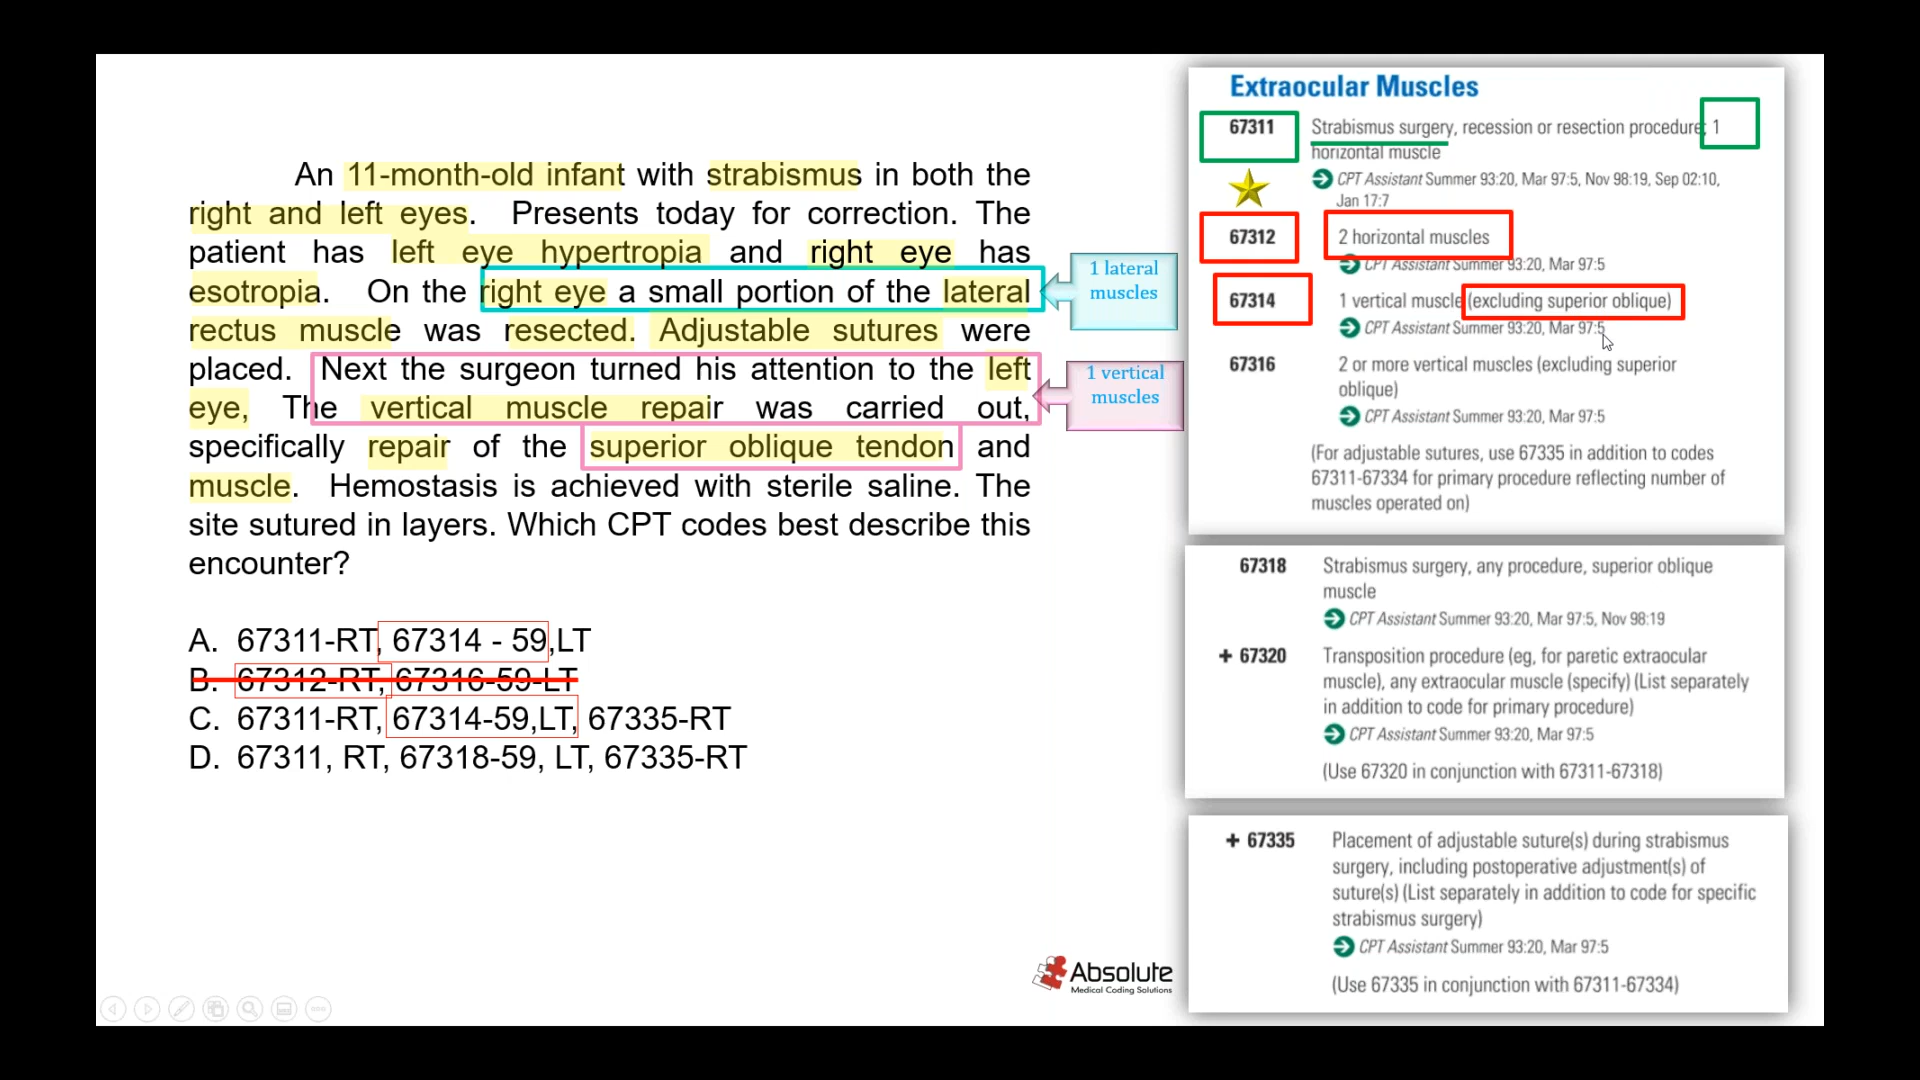 An 11-month-old infant with strabismus in both the
right and left eyes. Presents today for correction. The
patient has left eye hypertropia and right eye has
esotropia. On the right eye a small portion of the lateral
rectus muscle was resected. Adjustable sutures were
placed. Next the surgeon turned his attention to the left
eye, The vertical muscle repair was carried out,
specifically repair of the superior oblique tendon and
muscle. Hemostasis is achieved with sterile saline. The
site sutured in layers. Which CPT codes best describe this
encounter?
A. 67311-RT, 67314 - 59,LT
B. 67312-RT, 67316-59-LT
C. 67311-RT, 67314-59,LT, 67335-RT
D. 67311, RT, 67318-59, LT, 67335-RT
1 lateral
muscles
1 vertical
muscles
Extraocular Muscles
67311 Strabismus surgery, recession or resection procedure; 1
horizontal muscle
CPT Assistant Summer 93:20, Mar 97:5, Nov 98:19, Sep 02:10,
Jan 17:7
67312 2 horizontal muscles
CPT Assistant Summer 93:20, Mar 97:5
67314 1 vertical muscle (excluding superior oblique)
CPT Assistant Summer 93:20, Mar 97:5
67316 2 or more vertical muscles (excluding superior
oblique)
CPT Assistant Summer 93:20, Mar 97:5
(For adjustable sutures, use 67335 in addition to codes
67311-67334 for primary procedure reflecting number of
muscles operated on)
67318 Strabismus surgery, any procedure, superior oblique
muscle
CPT Assistant Summer 93:20, Mar 97:5, Nov 98:19
+ 67320 Transposition procedure (eg, for paretic extraocular
muscle), any extraocular muscle (specify) (List separately
in addition to code for primary procedure)
CPT Assistant Summer 93:20, Mar 97:5
(Use 67320 in conjunction with 67311-67318)
+ 67335 Placement of adjustable suture(s) during strabismus
surgery, including postoperative adjustment(s) of
suture(s) (List separately in addition to code for specific
strabismus surgery)
CPT Assistant Summer 93:20, Mar 97:5
(Use 67335 in conjunction with 67311-67334)
Absolute
Medical Coding Solutions